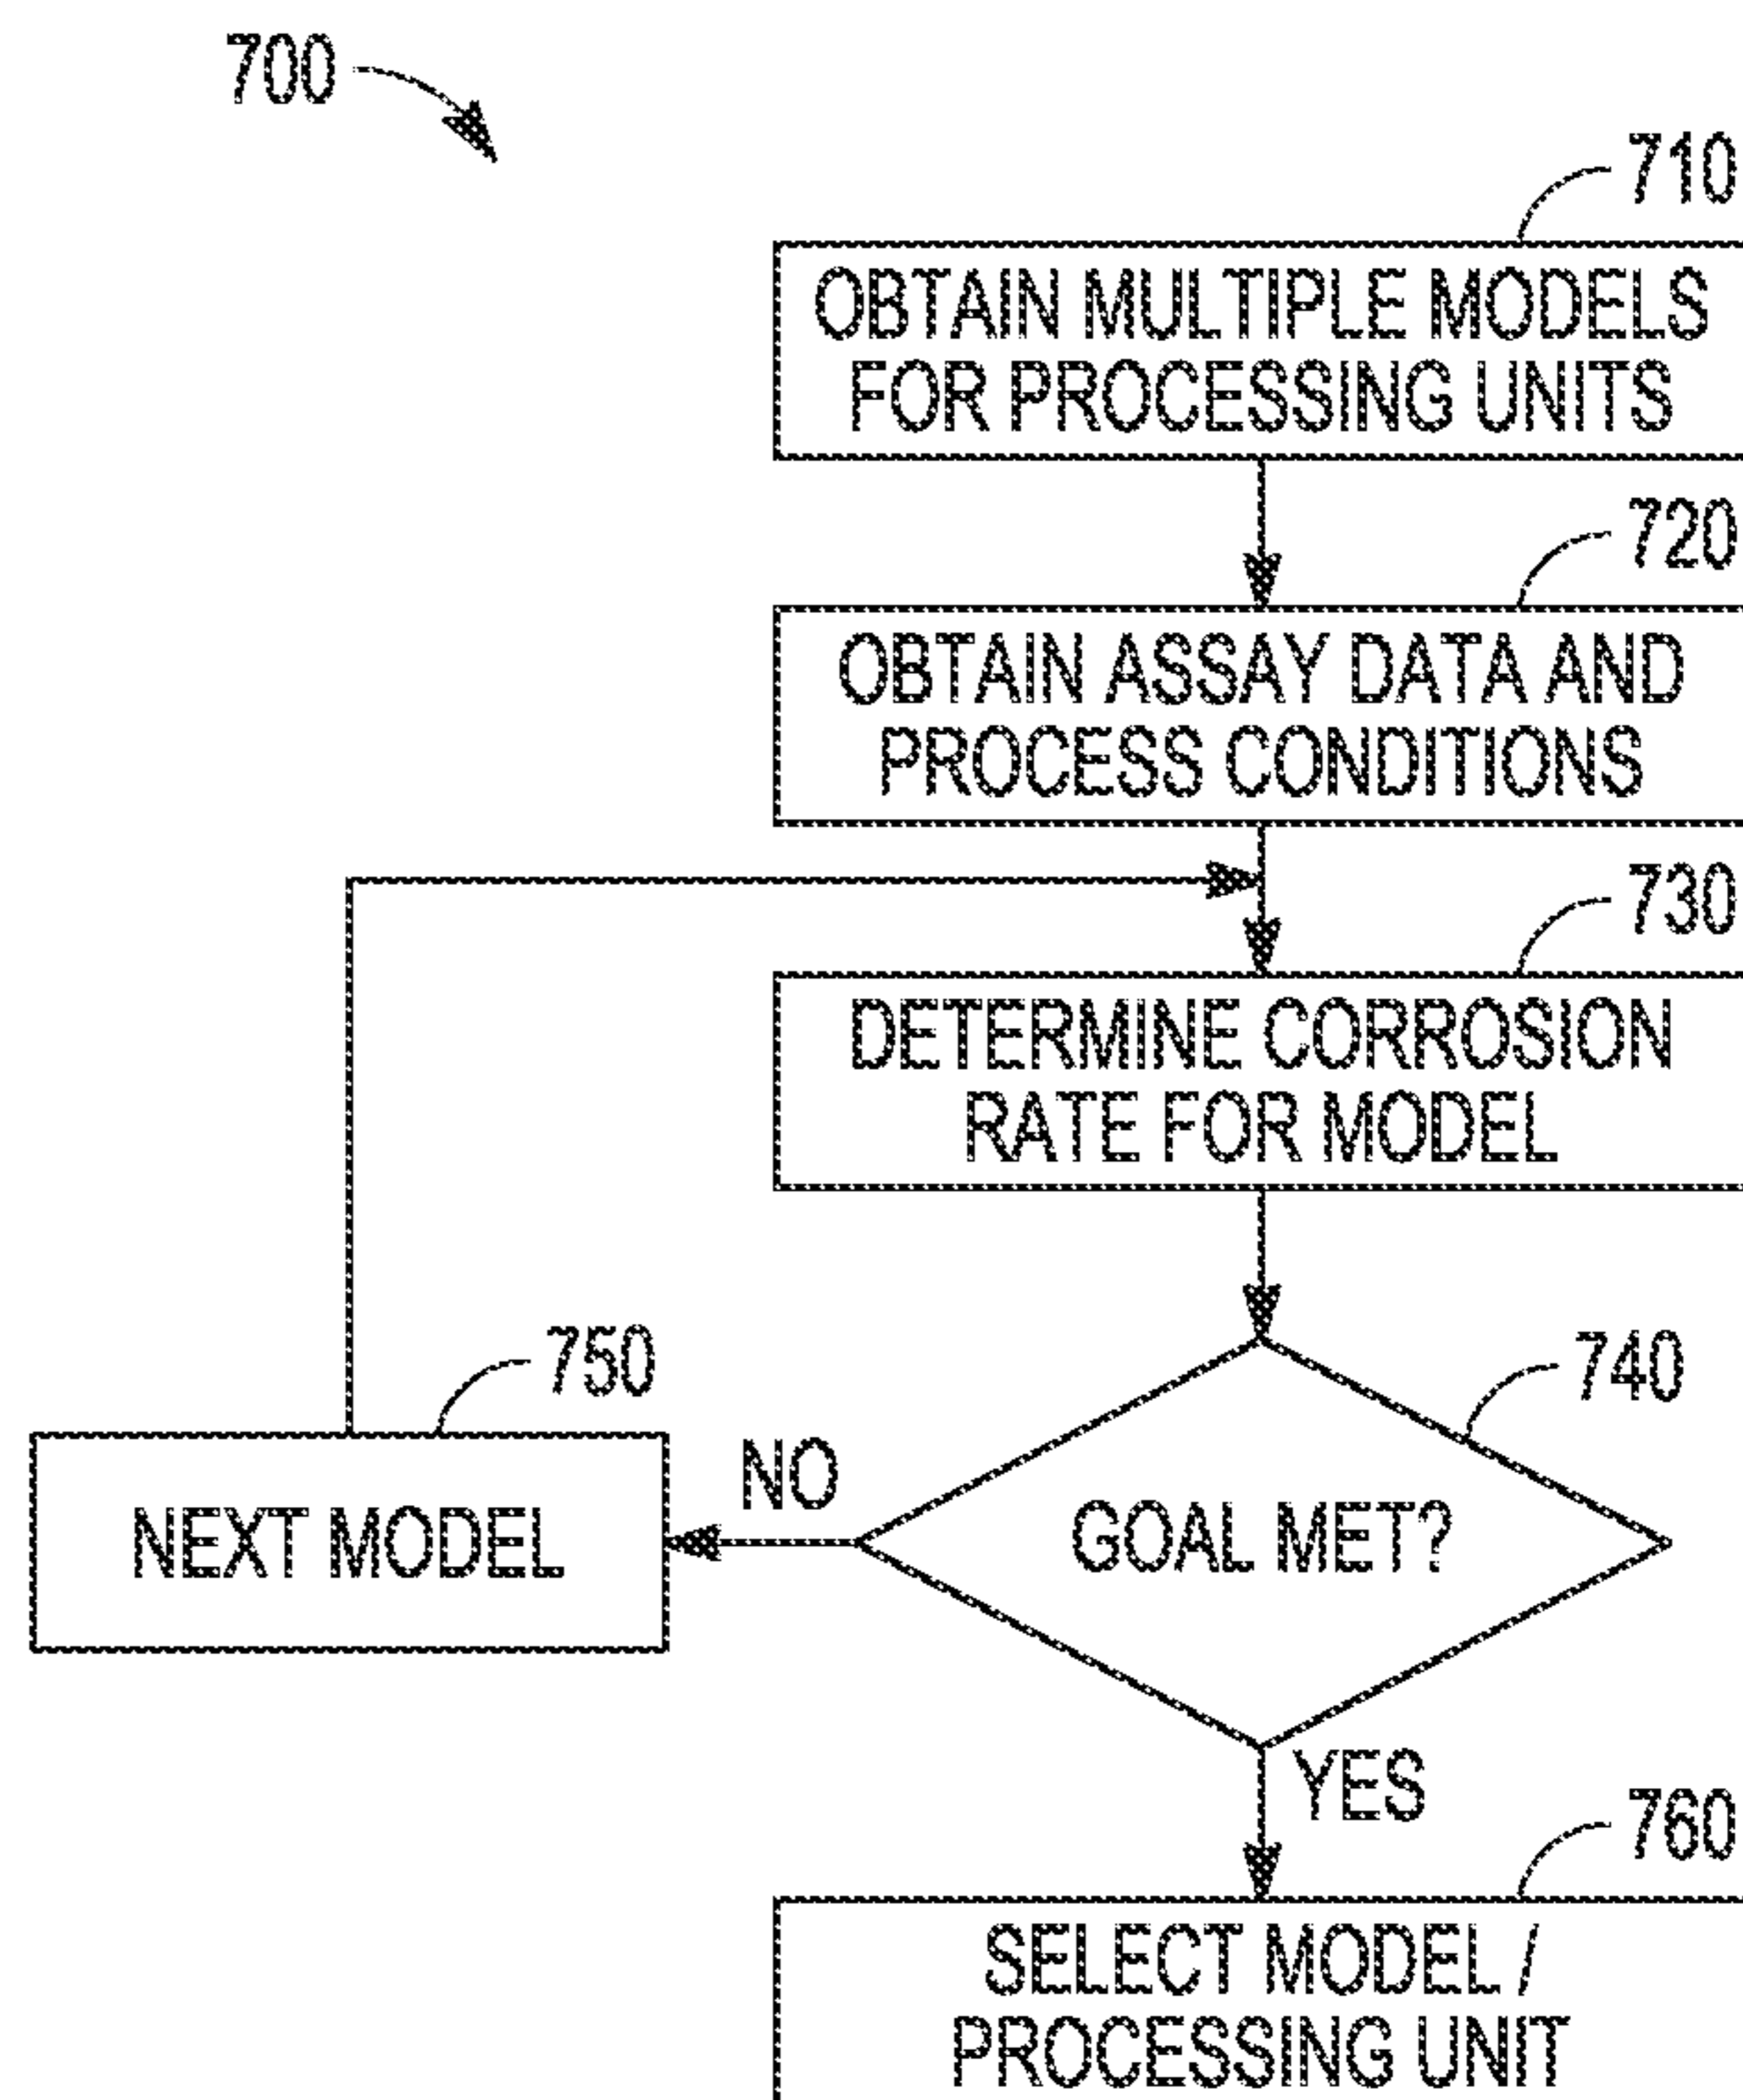 700
710
OBTAIN MULTIPLE MODELS
FOR PROCESSING UNITS
720
OBTAIN ASSAY DATA AND
PROCESS CONDITIONS
730
DETERMINE CORROSION
RATE FOR MODEL
740
GOAL MET?
NO
750
NEXT MODEL
YES
760
SELECT MODEL /
PROCESSING UNIT